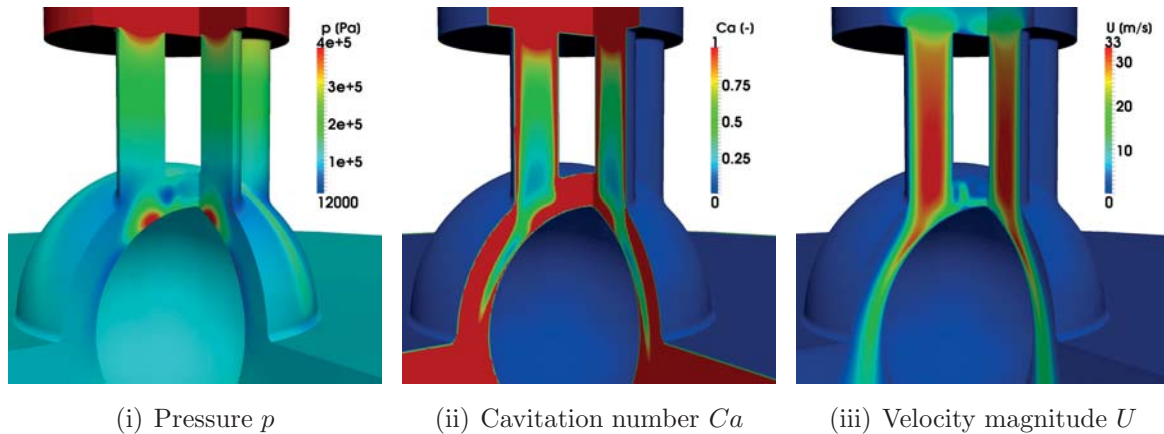 p (Pa)
4e+5
3e+5
2e+5
1e+5
12000
Ca (-)
1
0.75
0.5
0.25
0
U (m/s)
33
30
20
10
0
(i) Pressure p
(ii) Cavitation number Ca
(iii) Velocity magnitude U